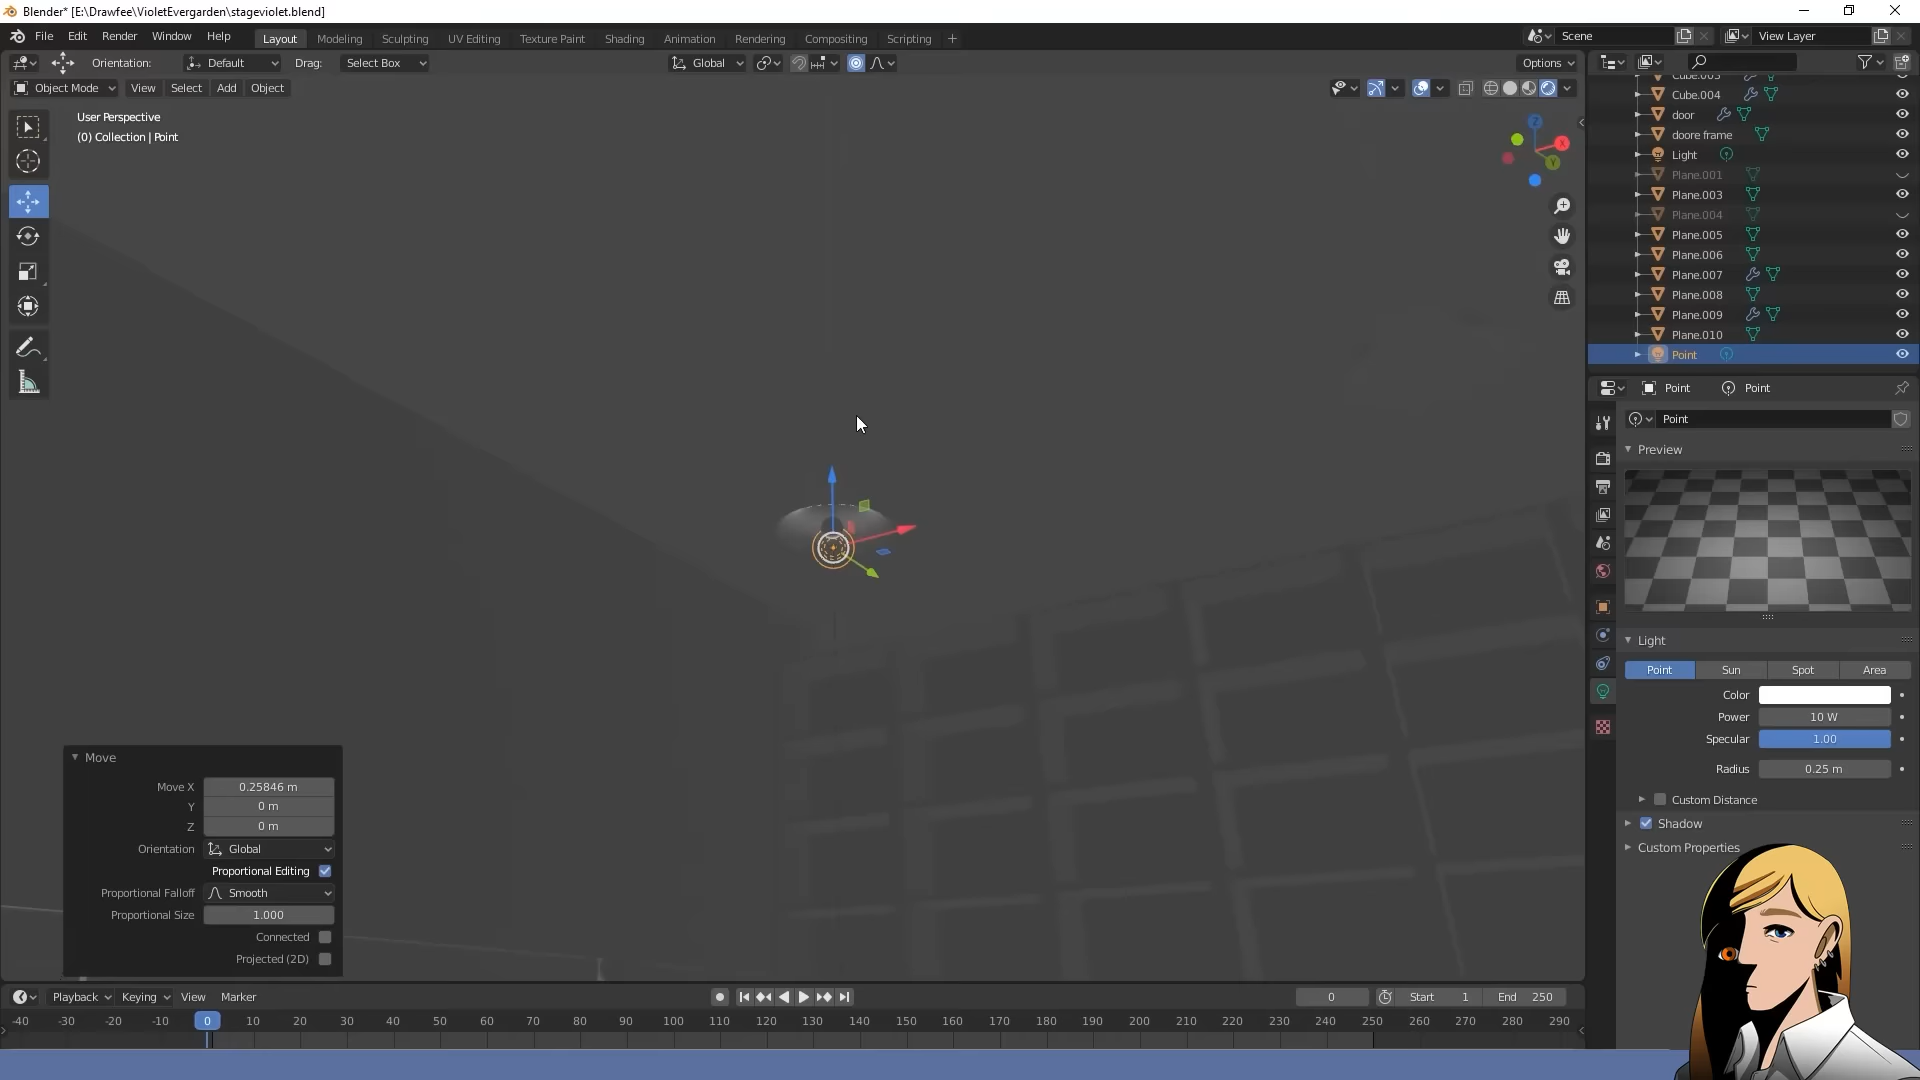 Blender* [E:\Drawfee\VioletEvergarden\stageviolet.blend]
File Edit Render Window Help Layout Modeling Sculpting UV Editing Texture Paint Shading Animation Rendering Compositing Scripting + Scene View Layer
Orientation: Default Drag: Select Box Global Options
Object Mode View Select Add Object
User Perspective
(0) Collection | Point
Z
X
Y
Cube.003
Cube.004
door
doore frame
Light
Plane.001
Plane.003
Plane.004
Plane.005
Plane.006
Plane.007
Plane.008
Plane.009
Plane.010
Point
Point Point
Point
Preview
Light
Point Sun Spot Area
Color
Power 10 W
Specular 1.00
Radius 0.25 m
Custom Distance
Shadow
Custom Properties
Move
Move X 0.25846 m
Y 0 m
Z 0 m
Orientation Global
Proportional Editing
Proportional Falloff Smooth
Proportional Size 1.000
Connected
Projected (2D)
Playback Keying View Marker 0 Start 1 End 250
-40 -30 -20 -10 0 10 20 30 40 50 60 70 80 90 100 110 120 130 140 150 160 170 180 190 200 210 220 230 240 250 260 270 280 290